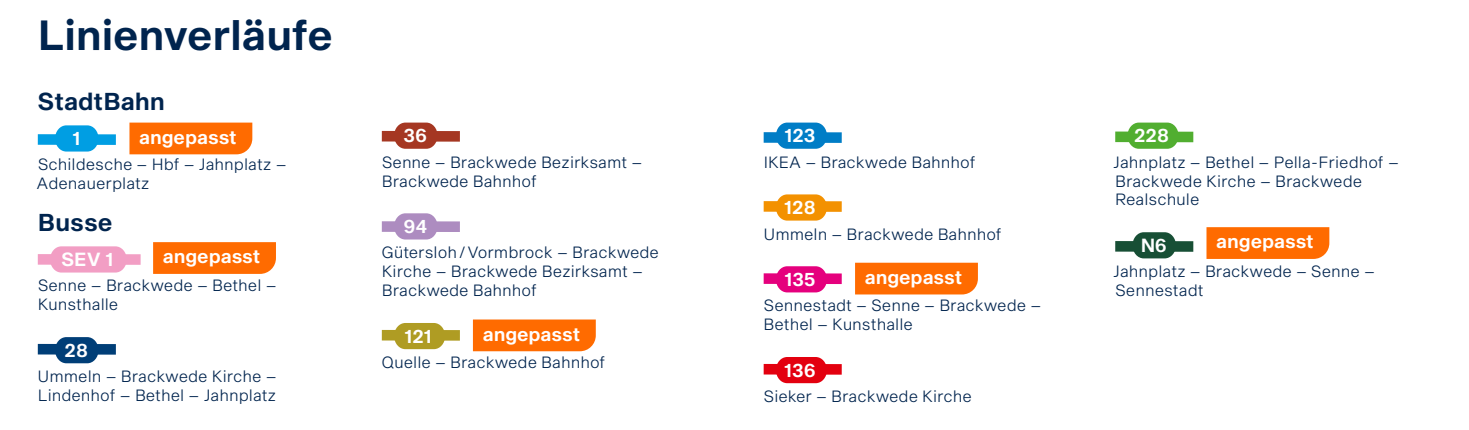 Linienverläufe
StadtBahn
1 angepasst
Schildesche – Hbf – Jahnplatz –
Adenauerplatz
Busse
SEV 1 angepasst
Senne – Brackwede – Bethel –
Kunsthalle
28
Ummeln – Brackwede Kirche –
Lindenhof – Bethel – Jahnplatz
36
Senne – Brackwede Bezirksamt –
Brackwede Bahnhof
94
Gütersloh / Vormbrock – Brackwede
Kirche – Brackwede Bezirksamt –
Brackwede Bahnhof
121 angepasst
Quelle – Brackwede Bahnhof
123
IKEA – Brackwede Bahnhof
128
Ummeln – Brackwede Bahnhof
135 angepasst
Sennestadt – Senne – Brackwede –
Bethel – Kunsthalle
136
Sieker – Brackwede Kirche
228
Jahnplatz – Bethel – Pella-Friedhof –
Brackwede Kirche – Brackwede
Realschule
N6 angepasst
Jahnplatz – Brackwede – Senne –
Sennestadt